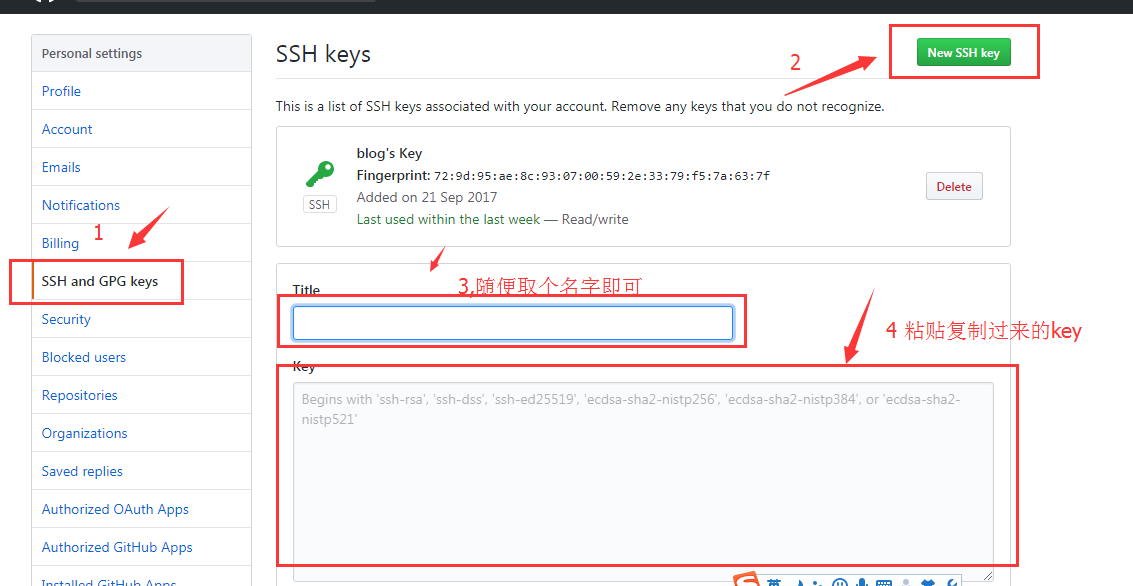 Personal settings
Profile
Account
Emails
Notifications
Billing
1
SSH and GPG keys
Security
Blocked users
Repositories
Organizations
Saved replies
Authorized OAuth Apps
Authorized GitHub Apps
Installed GitHub Apps
SSH keys
2
New SSH key
This is a list of SSH keys associated with your account. Remove any keys that you do not recognize.
SSH
blog's Key
Fingerprint: 72:9d:95:ae:8c:93:07:00:59:2e:33:79:f5:7a:63:7f
Added on 21 Sep 2017
Last used within the last week — Read/write
Delete
Title
3,随便取个名字即可
4 粘贴复制过来的key
Key
Begins with 'ssh-rsa', 'ssh-dss', 'ssh-ed25519', 'ecdsa-sha2-nistp256', 'ecdsa-sha2-nistp384', or 'ecdsa-sha2-
nistp521'
英